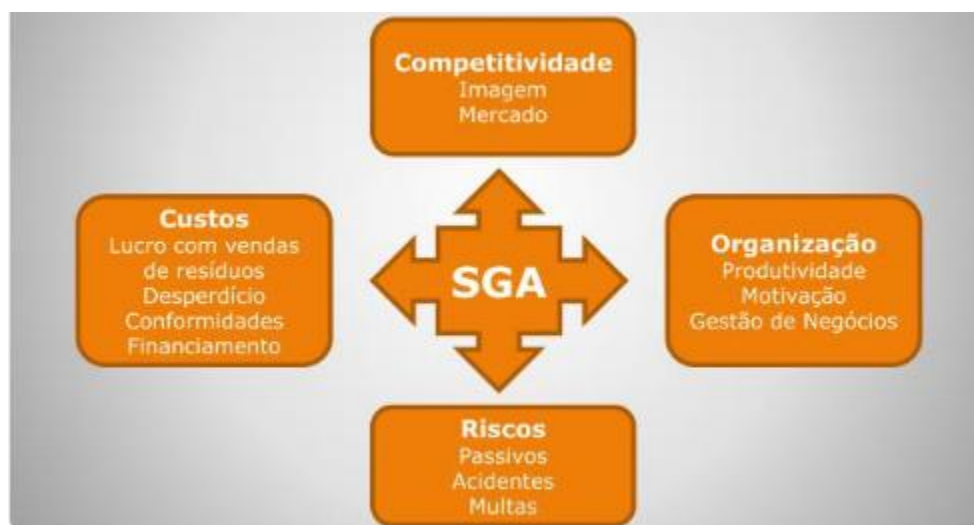 Competitividade
Imagem
Mercado
Custos
Lucro com vendas
de resíduos
Desperdício
Conformidades
Financiamento
SGA
Organização
Produtividade
Motivação
Gestão de Negócios
Riscos
Passivos
Acidentes
Multas